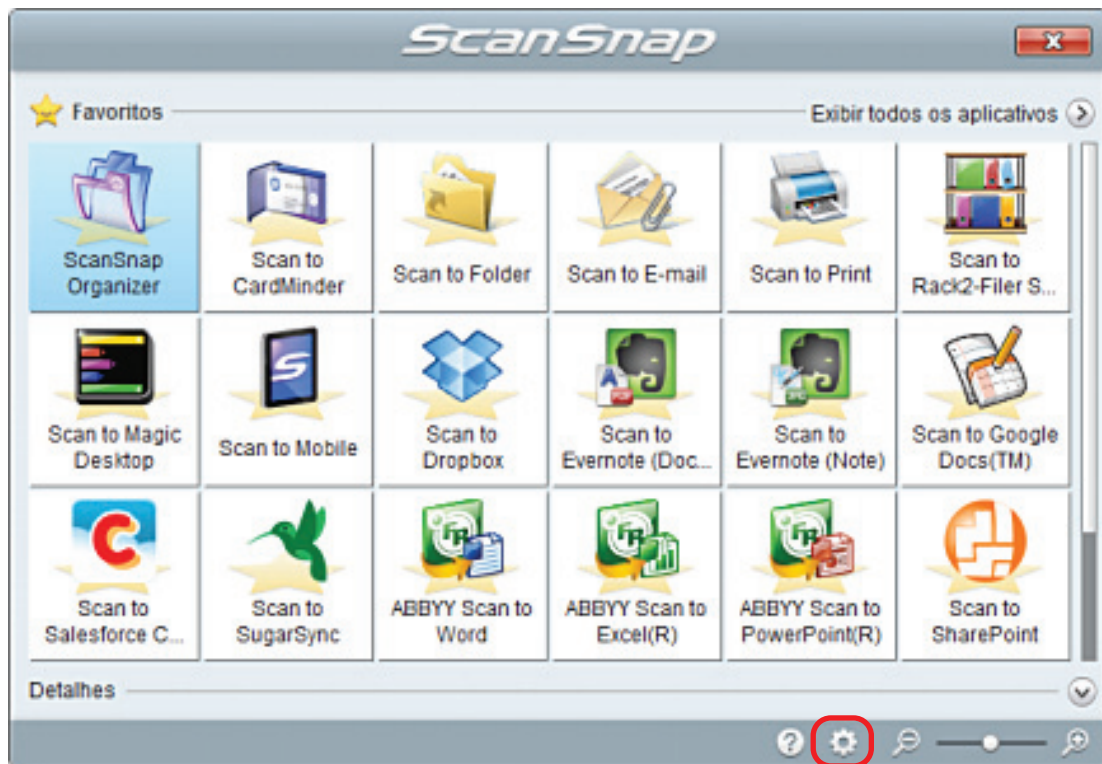 ScanSnap
Favoritos
Exibir todos os aplicativos
ScanSnap
Organizer
Scan to
CardMinder
Scan to Folder
Scan to E-mail
Scan to Print
Scan to
Rack2-Filer S...
Scan to Magic
Desktop
Scan to Mobile
Scan to
Dropbox
Scan to
Evernote (Doc...
Scan to
Evernote (Note)
Scan to Google
Docs(TM)
Scan to
Salesforce C...
Scan to
SugarSync
ABBYY Scan to
Word
ABBYY Scan to
Excel(R)
ABBYY Scan to
PowerPoint(R)
Scan to
SharePoint
Detalhes